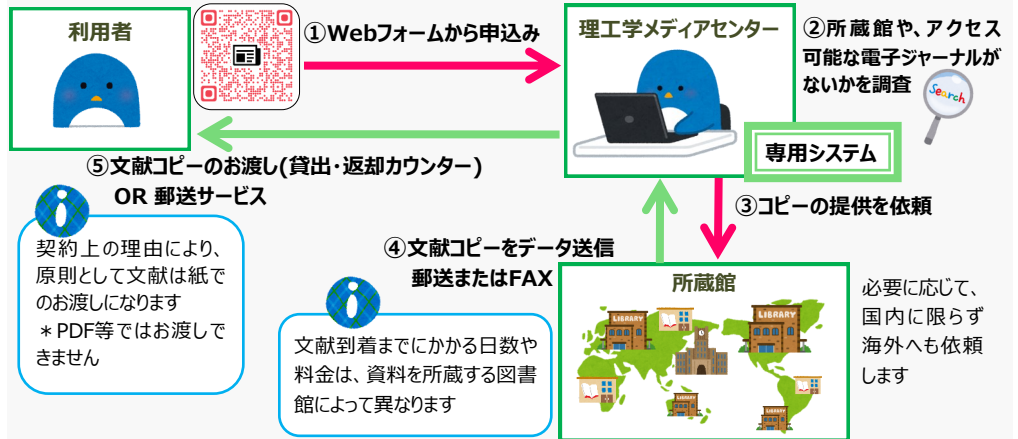 利用者
①Webフォームから申込み
理工学メディアセンター
②所蔵館や、アクセス
可能な電子ジャーナルが
ないかを調査
Search
専用システム
⑤文献コピーのお渡し(貸出・返却カウンター)
OR 郵送サービス
③コピーの提供を依頼
契約上の理由により、
原則として文献は紙で
のお渡しになります
＊PDF等ではお渡しで
きません
④文献コピーをデータ送信
郵送またはFAX
文献到着までにかかる日数や
料金は、資料を所蔵する図書
館によって異なります
所蔵館
LIBRARY
LIBRARY
LIBRARY
LIBRARY
必要に応じて、
国内に限らず
海外へも依頼
します